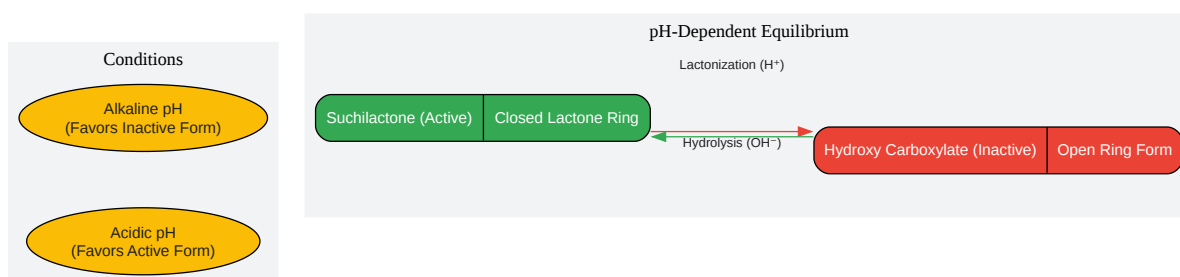 Conditions
Alkaline pH
(Favors Inactive Form)
Acidic pH
(Favors Active Form)
pH-Dependent Equilibrium
Lactonization (H⁺)
Suchilactone (Active)
Closed Lactone Ring
Hydrolysis (OH⁻)
Hydroxy Carboxylate (Inactive)
Open Ring Form